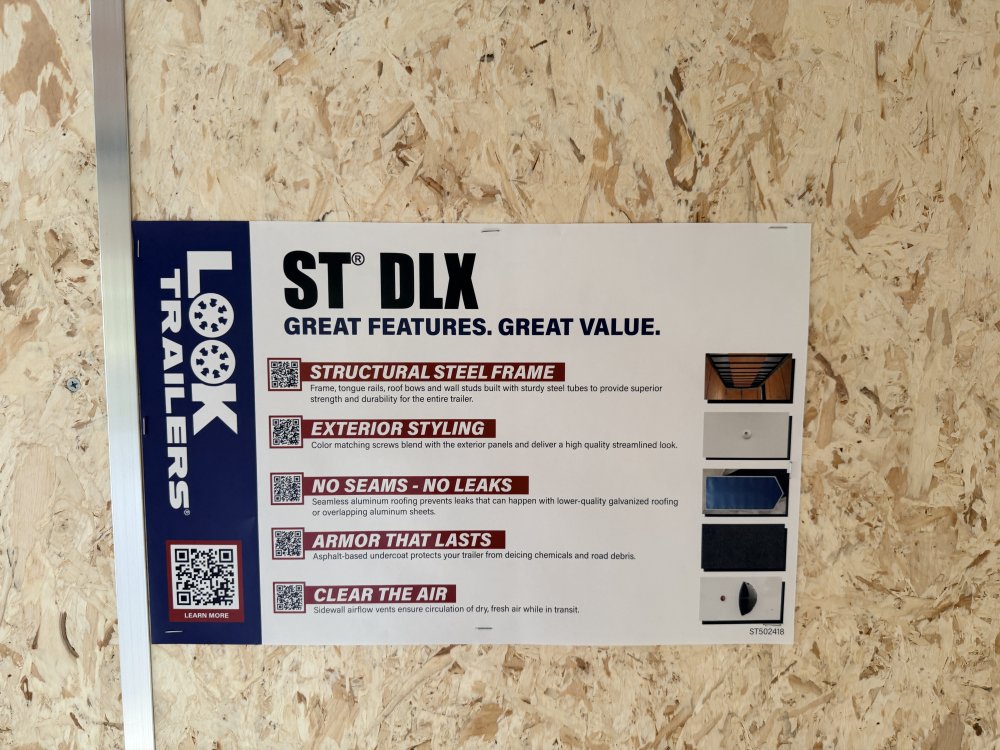 LOOK
TRAILERS®
LEARN MORE
ST® DLX
GREAT FEATURES. GREAT VALUE.
STRUCTURAL STEEL FRAME
Frame, tongue rails, roof bows and wall studs built with sturdy steel tubes to provide superior
strength and durability for the entire trailer.
EXTERIOR STYLING
Color matching screws blend with the exterior panels and deliver a high quality streamlined look.
NO SEAMS - NO LEAKS
Seamless aluminum roofing prevents leaks that can happen with lower-quality galvanized roofing
or overlapping aluminum sheets.
ARMOR THAT LASTS
Asphalt-based undercoat protects your trailer from deicing chemicals and road debris.
CLEAR THE AIR
Sidewall airflow vents ensure circulation of dry, fresh air while in transit.
ST502418